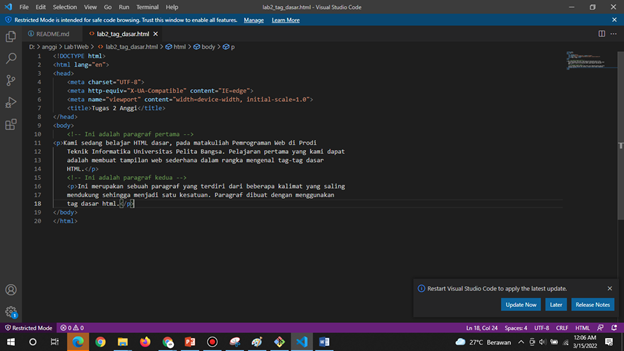 File Edit Selection View Go Run Terminal Help
lab2_tag_dasar.html - Visual Studio Code
Restricted Mode is intended for safe code browsing. Trust this window to enable all features. Manage Learn More
README.md lab2_tag_dasar.html
D: > anggi > Lab1Web > lab2_tag_dasar.html > html > body > p
1 <!DOCTYPE html>
2 <html lang="en">
3 <head>
4 <meta charset="UTF-8">
5 <meta http-equiv="X-UA-Compatible" content="IE=edge">
6 <meta name="viewport" content="width=device-width, initial-scale=1.0">
7 <title>Tugas 2 Anggi</title>
8 </head>
9 <body>
10 <!-- Ini adalah paragraf pertama -->
11 <p>Kami sedang belajar HTML dasar, pada matakuliah Pemrograman Web di Prodi
12 Teknik Informatika Universitas Pelita Bangsa. Pelajaran pertama yang kami dapat
13 adalah membuat tampilan web sederhana dalam rangka mengenal tag-tag dasar
14 HTML.</p>
15 <!-- Ini adalah paragraf kedua -->
16 <p>Ini merupakan sebuah paragraf yang terdiri dari beberapa kalimat yang saling
17 mendukung sehingga menjadi satu kesatuan. Paragraf dibuat dengan menggunakan
18 tag dasar html.</p>
19 </body>
20 </html>
Restart Visual Studio Code to apply the latest update.
Update Now Later Release Notes
Restricted Mode 0 0 Ln 18, Col 24 Spaces: 4 UTF-8 CRLF HTML
27°C Berawan 12:06 AM
3/15/2022